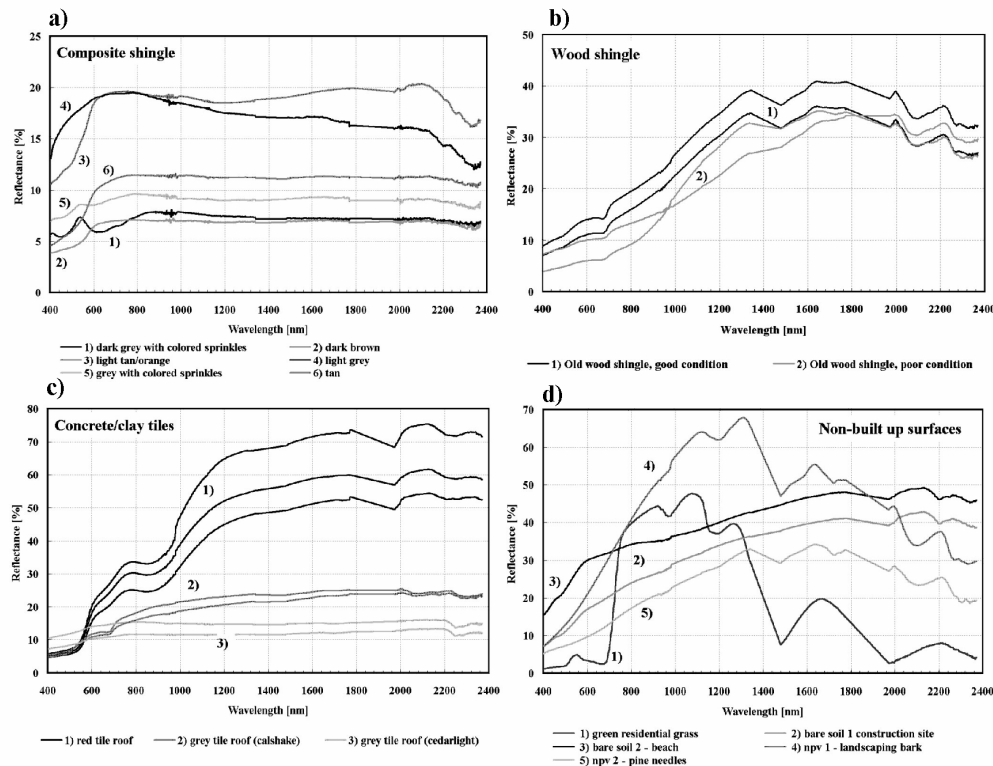 a)
Composite shingle
Reflectance [%]
25
20
15
10
5
0
4)
3)
6)
5)
1)
2)
400 600 800 1000 1200 1400 1600 1800 2000 2200 2400
Wavelength [nm]
1) dark grey with colored sprinkles 2) dark brown
3) light tan/orange 4) light grey
5) grey with colored sprinkles 6) tan
b)
Wood shingle
Reflectance [%]
50
40
30
20
10
0
1)
2)
400 600 800 1000 1200 1400 1600 1800 2000 2200 2400
Wavelength [nm]
1) Old wood shingle, good condition 2) Old wood shingle, poor condition
c)
Concrete/clay tiles
Reflectance [%]
80
70
60
50
40
30
20
10
0
1)
2)
3)
400 600 800 1000 1200 1400 1600 1800 2000 2200 2400
Wavelength [nm]
1) red tile roof 2) grey tile roof (calshake) 3) grey tile roof (cedarlight)
d)
Non-built up surfaces
Reflectance [%]
70
60
50
40
30
20
10
0
4)
3)
2)
5)
1)
400 600 800 1000 1200 1400 1600 1800 2000 2200 2400
Wavelength [nm]
1) green residential grass 2) bare soil 1 construction site
3) bare soil 2 - beach 4) npv 1 - landscaping bark
5) npv 2 - pine needles